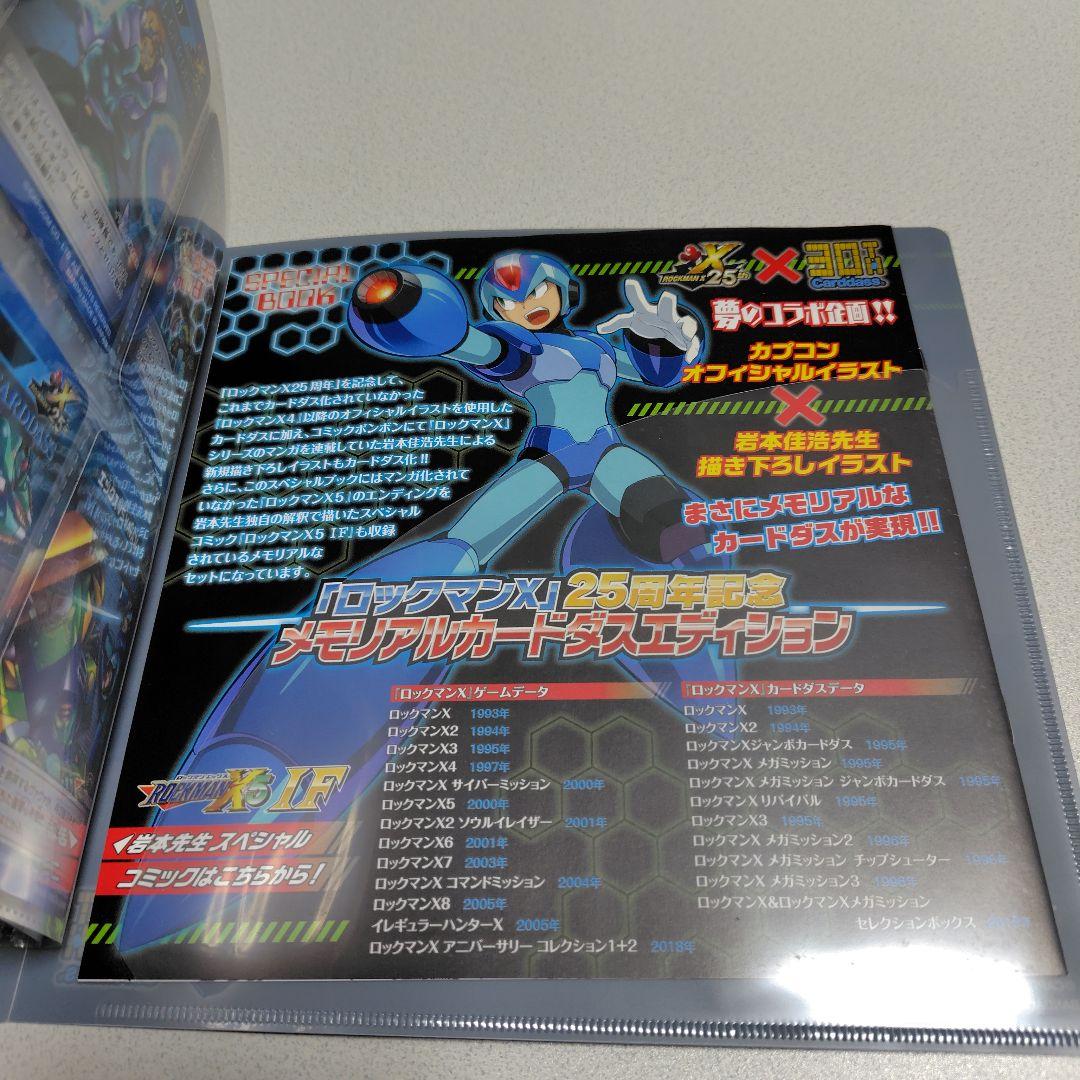 SPECIAL
BOOK
ROCKMAN X
25th
30th
Carddass
夢のコラボ企画!!
カプコン
オフィシャルイラスト
岩本佳浩先生
描き下ろしイラスト
まさにメモリアルな
カードダスが実現!!
『ロックマンX25周年』を記念して、
これまでカードダス化されていなかった
『ロックマンX4』以降のオフィシャルイラストを使用した
カードダスに加え、コミックボンボンにて『ロックマンX』
シリーズのマンガを連載していた岩本佳浩先生による
新規描き下ろしイラストもカードダス化!!
さらに、このスペシャルブックにはマンガ化されて
いなかった『ロックマンX5』のエンディングを
岩本先生独自の解釈で描いたスペシャル
コミック『ロックマンX5 IF』も収録
されているメモリアルな
セットになっています。
『ロックマンX』25周年記念
メモリアルカードダスエディション
『ロックマンX』ゲームデータ
ロックマンX 1993年
ロックマンX2 1994年
ロックマンX3 1995年
ロックマンX4 1997年
ロックマンX サイバーミッション 2000年
ロックマンX5 2000年
ロックマンX2 ソウルイレイザー 2001年
ロックマンX6 2001年
ロックマンX7 2003年
ロックマンX コマンドミッション 2004年
ロックマンX8 2005年
イレギュラーハンターX 2005年
ロックマンX アニバーサリー コレクション1+2 2018年
『ロックマンX』カードダスデータ
ロックマンX 1993年
ロックマンX2 1994年
ロックマンXジャンボカードダス 1995年
ロックマンX メガミッション 1995年
ロックマンX メガミッション ジャンボカードダス 1995年
ロックマンX リバイバル 1995年
ロックマンX3 1995年
ロックマンX メガミッション2 1996年
ロックマンX メガミッション チップシューター 1996年
ロックマンX メガミッション3 1996年
ロックマンX&ロックマンXメガミッション
セレクションボックス
ROCKMAN X5 IF
岩本先生 スペシャル
コミックはこちらから!